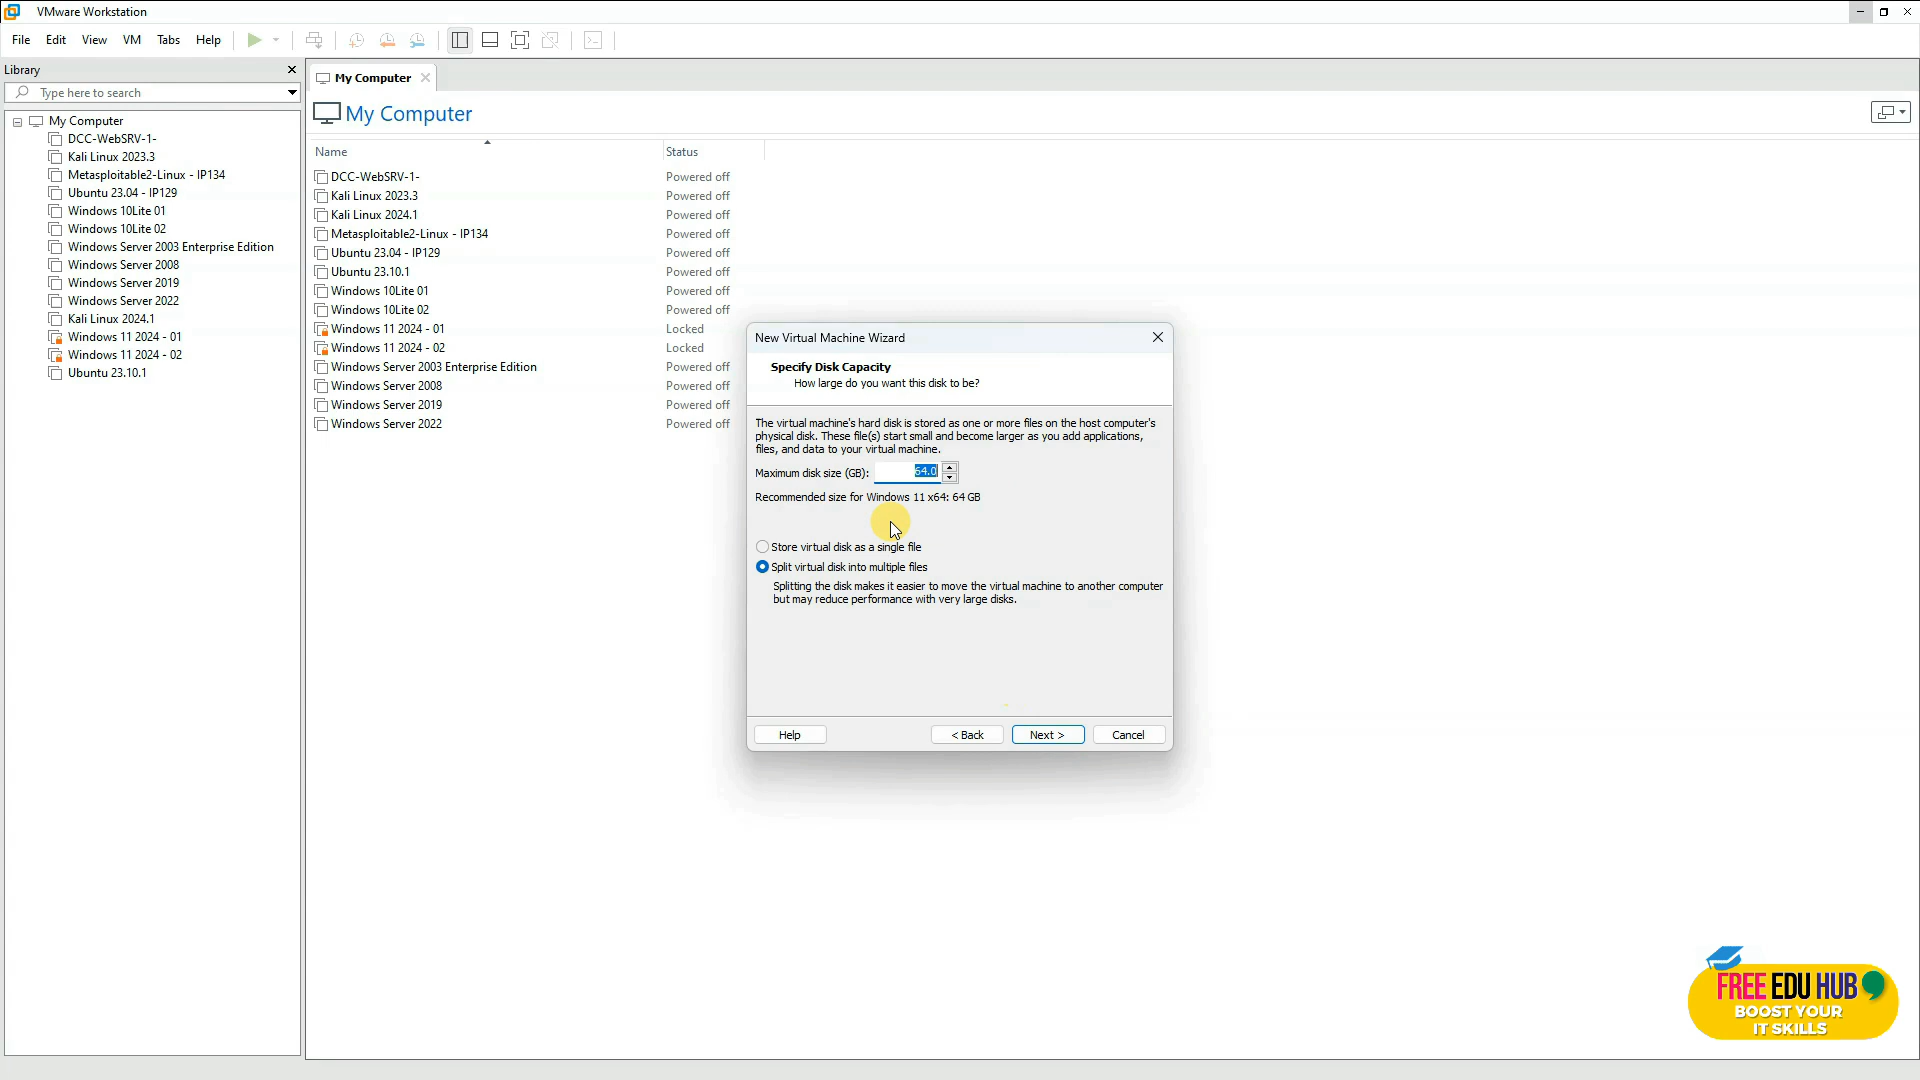 VMware Workstation
File Edit View VM Tabs Help
Library
Type here to search
My Computer
DCC-WebSRV-1-
Kali Linux 2023.3
Metasploitable2-Linux - IP134
Ubuntu 23.04 - IP129
Windows 10Lite 01
Windows 10Lite 02
Windows Server 2003 Enterprise Edition
Windows Server 2008
Windows Server 2019
Windows Server 2022
Kali Linux 2024.1
Windows 11 2024 - 01
Windows 11 2024 - 02
Ubuntu 23.10.1
My Computer
My Computer
Name Status
DCC-WebSRV-1- Powered off
Kali Linux 2023.3 Powered off
Kali Linux 2024.1 Powered off
Metasploitable2-Linux - IP134 Powered off
Ubuntu 23.04 - IP129 Powered off
Ubuntu 23.10.1 Powered off
Windows 10Lite 01 Powered off
Windows 10Lite 02 Powered off
Windows 11 2024 - 01 Locked
Windows 11 2024 - 02 Locked
Windows Server 2003 Enterprise Edition Powered off
Windows Server 2008 Powered off
Windows Server 2019 Powered off
Windows Server 2022 Powered off
New Virtual Machine Wizard
Specify Disk Capacity
How large do you want this disk to be?
The virtual machine's hard disk is stored as one or more files on the host computer's
physical disk. These file(s) start small and become larger as you add applications,
files, and data to your virtual machine.
Maximum disk size (GB): 64.0
Recommended size for Windows 11 x64: 64 GB
Store virtual disk as a single file
Split virtual disk into multiple files
Splitting the disk makes it easier to move the virtual machine to another computer
but may reduce performance with very large disks.
Help < Back Next > Cancel
FREE EDU HUB
BOOST YOUR
IT SKILLS